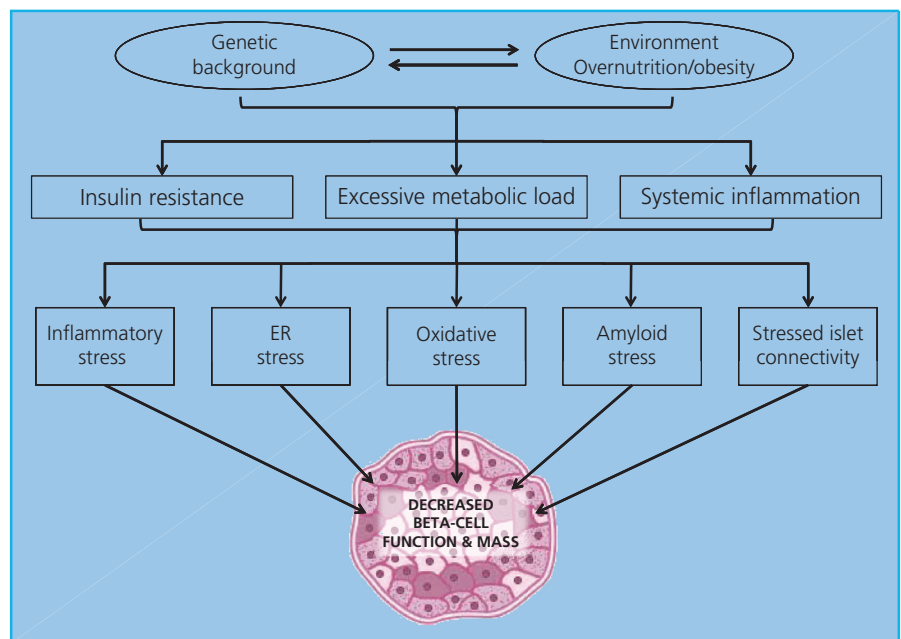 Genetic
background
Environment
Overnutrition/obesity
Insulin resistance
Excessive metabolic load
Systemic inflammation
Inflammatory
stress
ER
stress
Oxidative
stress
Amyloid
stress
Stressed islet
connectivity
DECREASED
BETA-CELL
FUNCTION & MASS